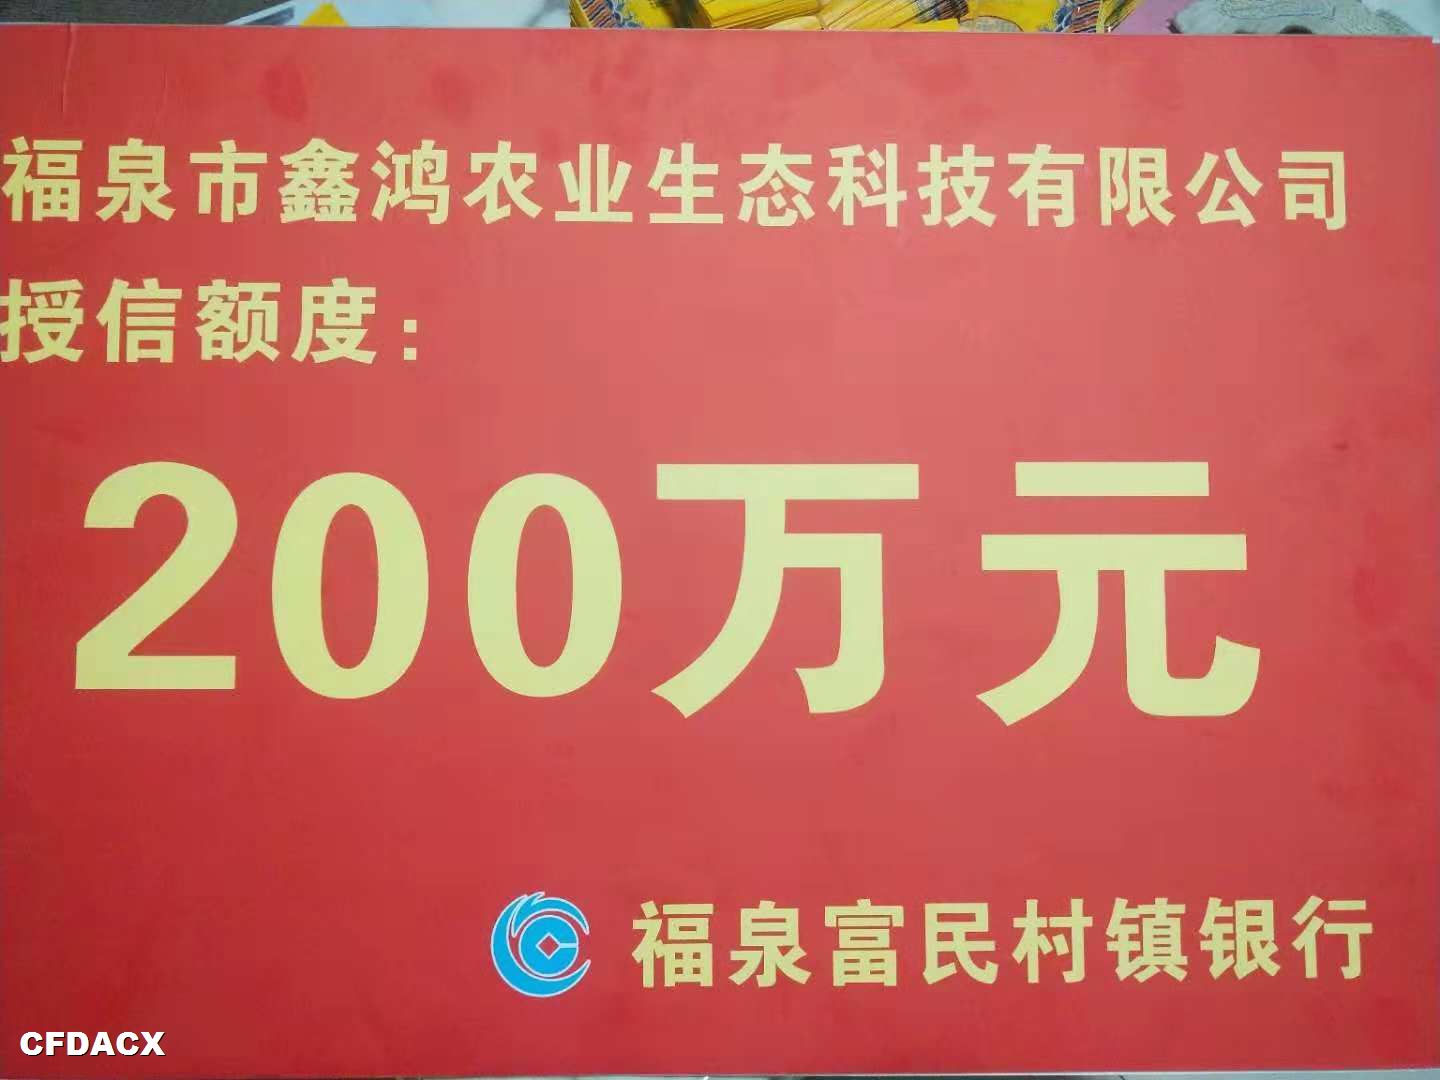 福泉市鑫鸿农业生态科技有限公司
授信额度：
200万元
福泉富民村镇银行
CFDACX